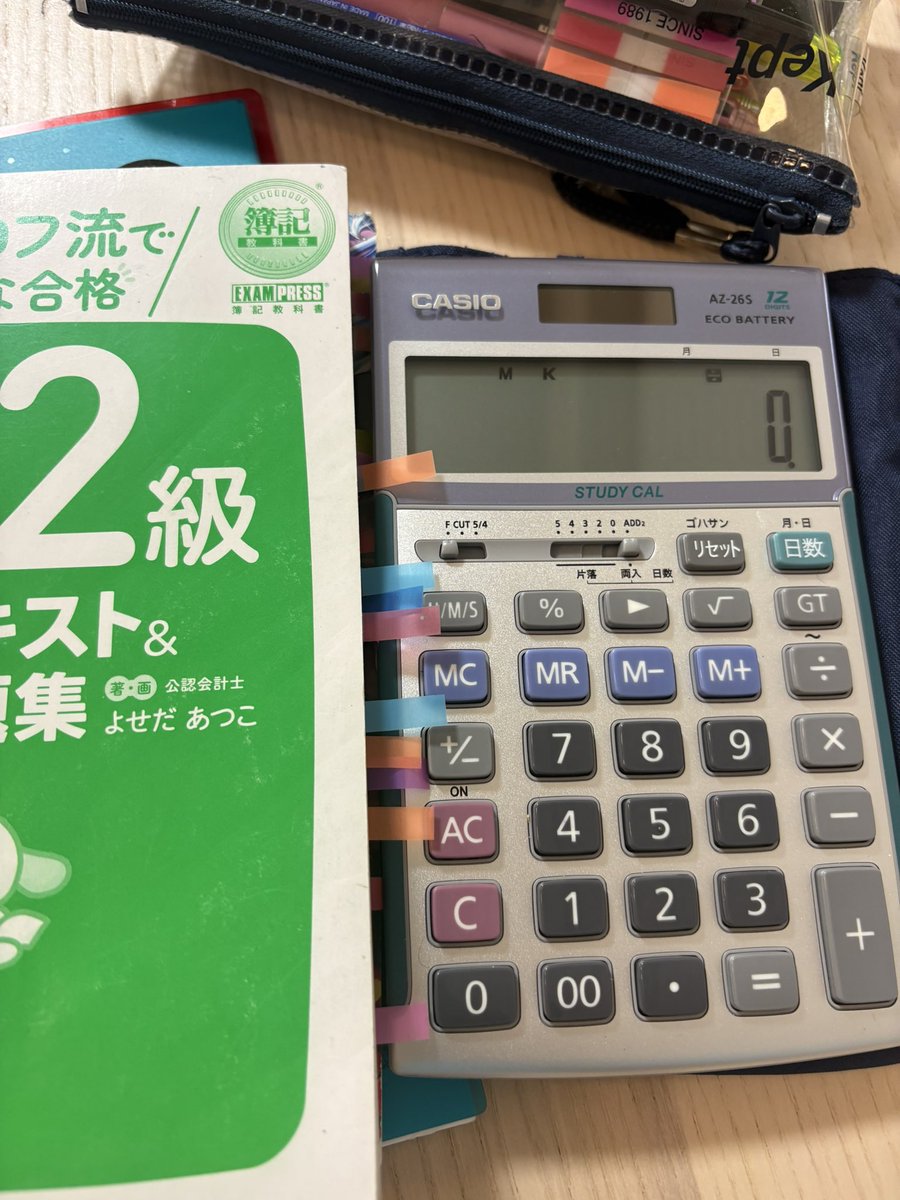 Kept
SINCE 1989
フ流で
な合格
簿記
教科書
®
EXAMPRESS®
簿記教科書
2級
キスト&
題集
著・画 公認会計士
よせだ あつこ
CASIO
AZ-26S 12 DIGITS
ECO BATTERY
月 日
M K
0.
STUDY CAL
F CUT 5/4
5 4 3 2 0 ADD₂
片落 両入 日数
ゴハサン
リセット
月・日
日数
/M/S % ▶ √ GT
MC MR M− M+ ÷
+/− 7 8 9 ×
ON
AC 4 5 6 −
C 1 2 3 +
0 00 . =